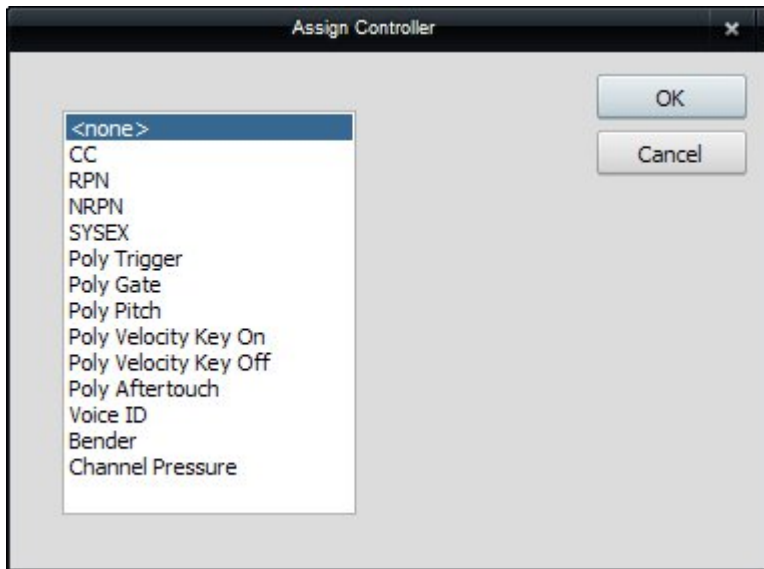 Assign Controller
OK
<none>
CC
Cancel
RPN
NRPN
SYSEX
Poly Trigger
Poly Gate
Poly Pitch
Poly Velocity Key On
Poly Velocity Key Off
Poly Aftertouch
Voice ID
Bender
Channel Pressure